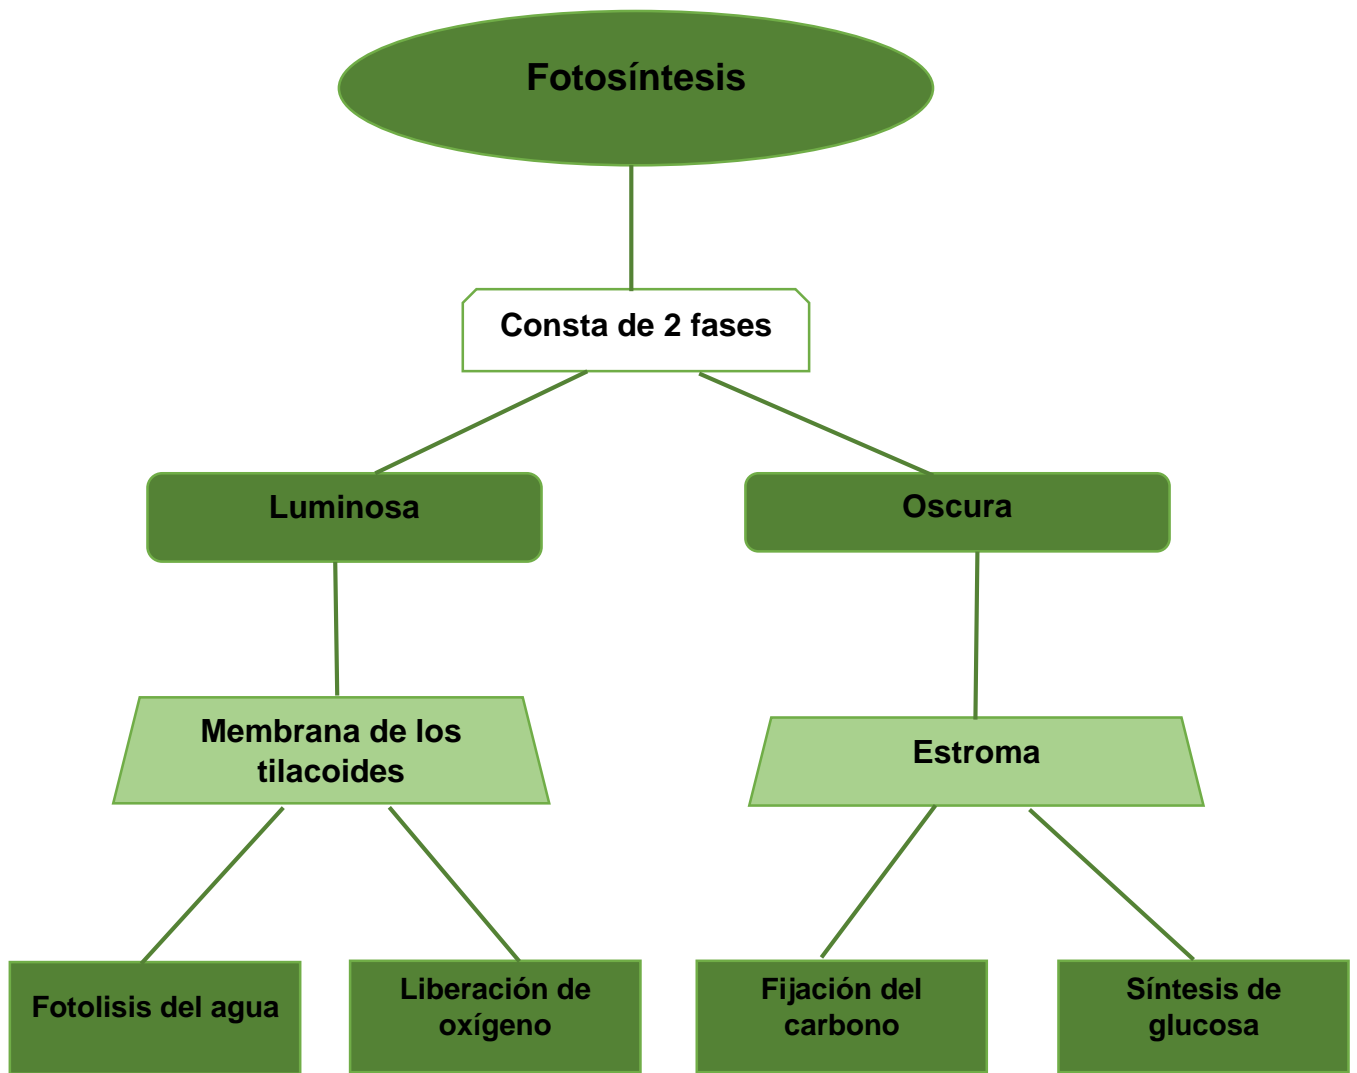 Fotosíntesis
Consta de 2 fases
Luminosa
Oscura
Membrana de los
tilacoides
Estroma
Fotolisis del agua
Liberación de
oxígeno
Fijación del
carbono
Síntesis de
glucosa